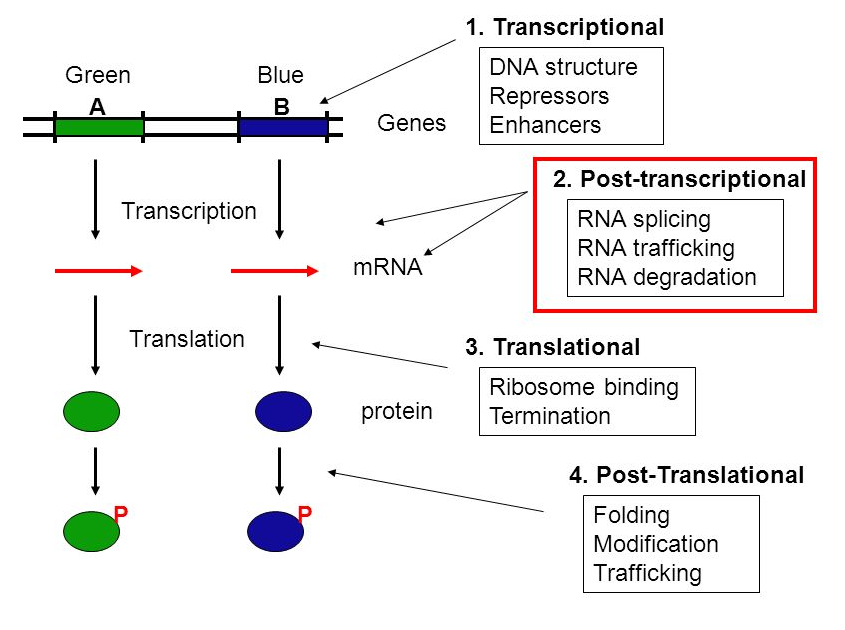 1. Transcriptional
DNA structure
Repressors
Enhancers
Green
Blue
A
B
Genes
2. Post-transcriptional
RNA splicing
RNA trafficking
RNA degradation
Transcription
mRNA
Translation
3. Translational
Ribosome binding
Termination
protein
4. Post-Translational
Folding
Modification
Trafficking
P
P